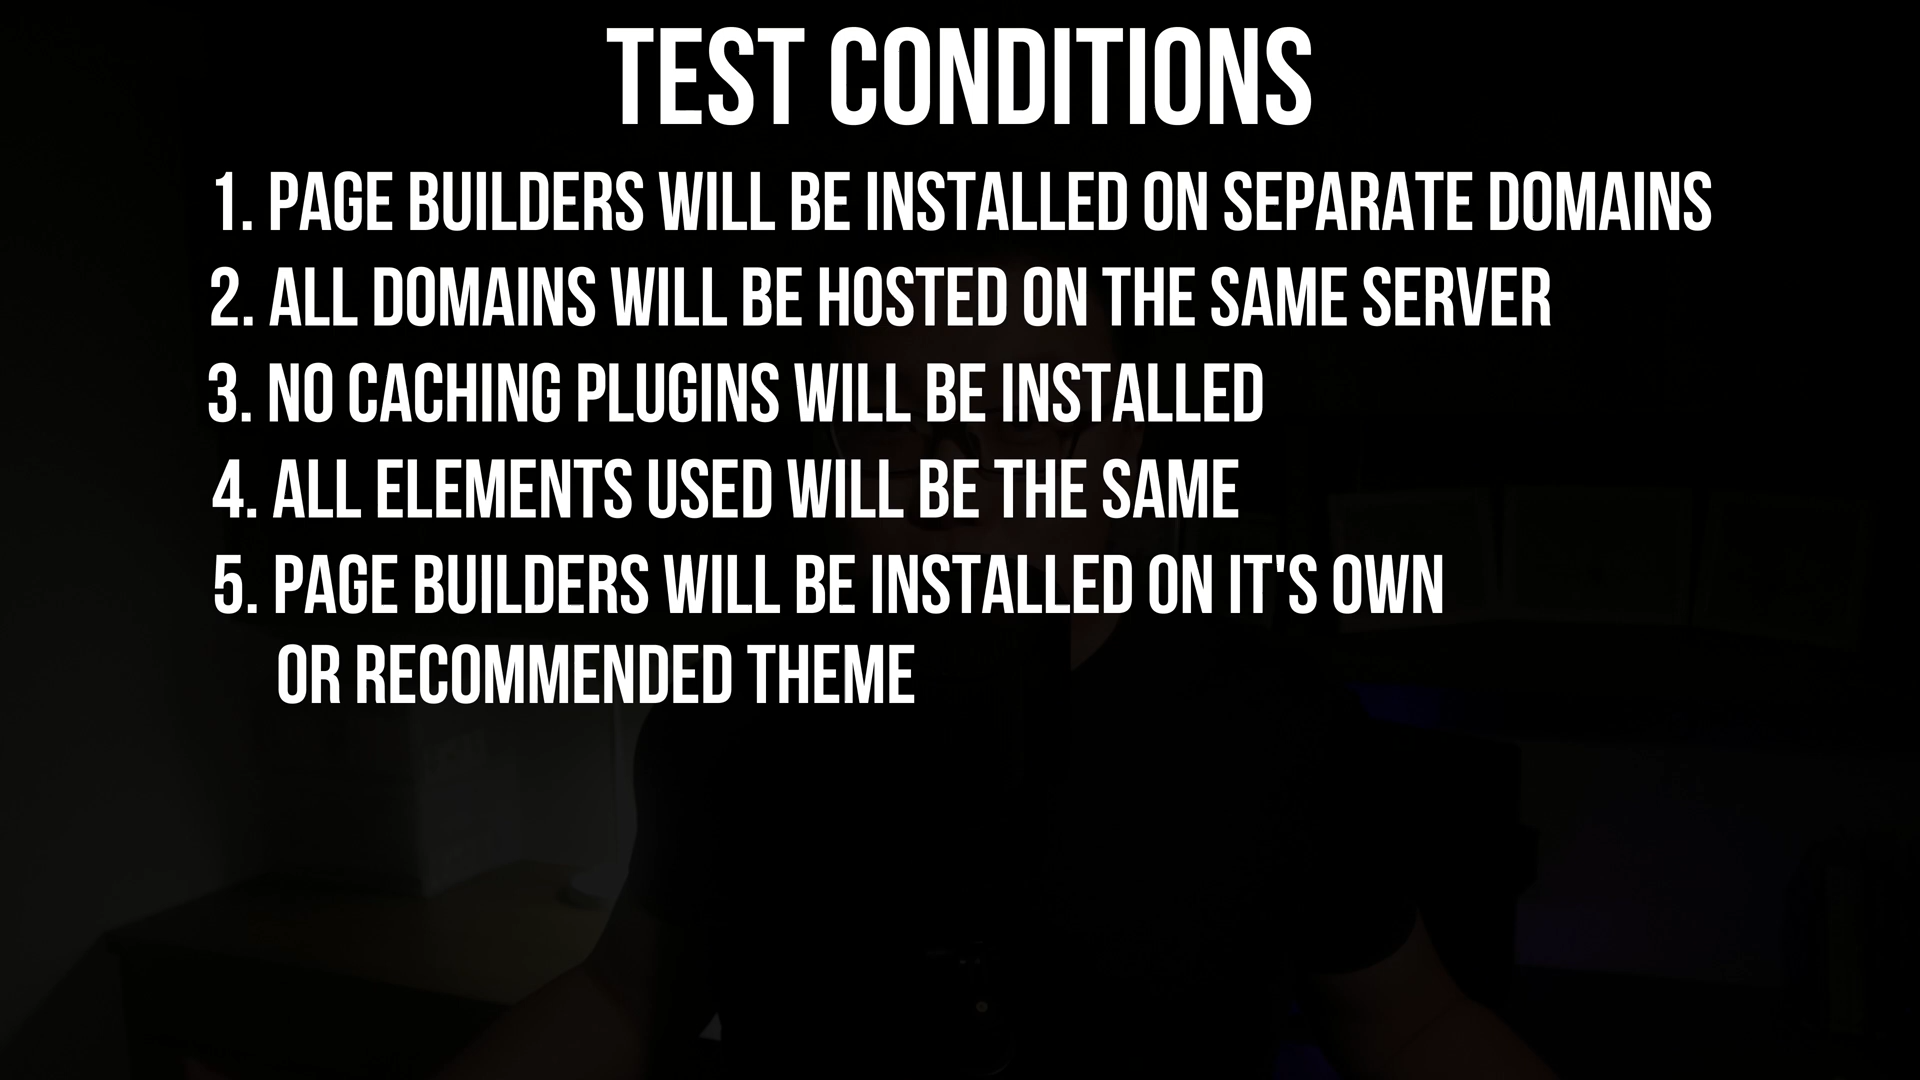 TEST CONDITIONS
1. PAGE BUILDERS WILL BE INSTALLED ON SEPARATE DOMAINS
2. ALL DOMAINS WILL BE HOSTED ON THE SAME SERVER
3. NO CACHING PLUGINS WILL BE INSTALLED
4. ALL ELEMENTS USED WILL BE THE SAME
5. PAGE BUILDERS WILL BE INSTALLED ON IT'S OWN
OR RECOMMENDED THEME